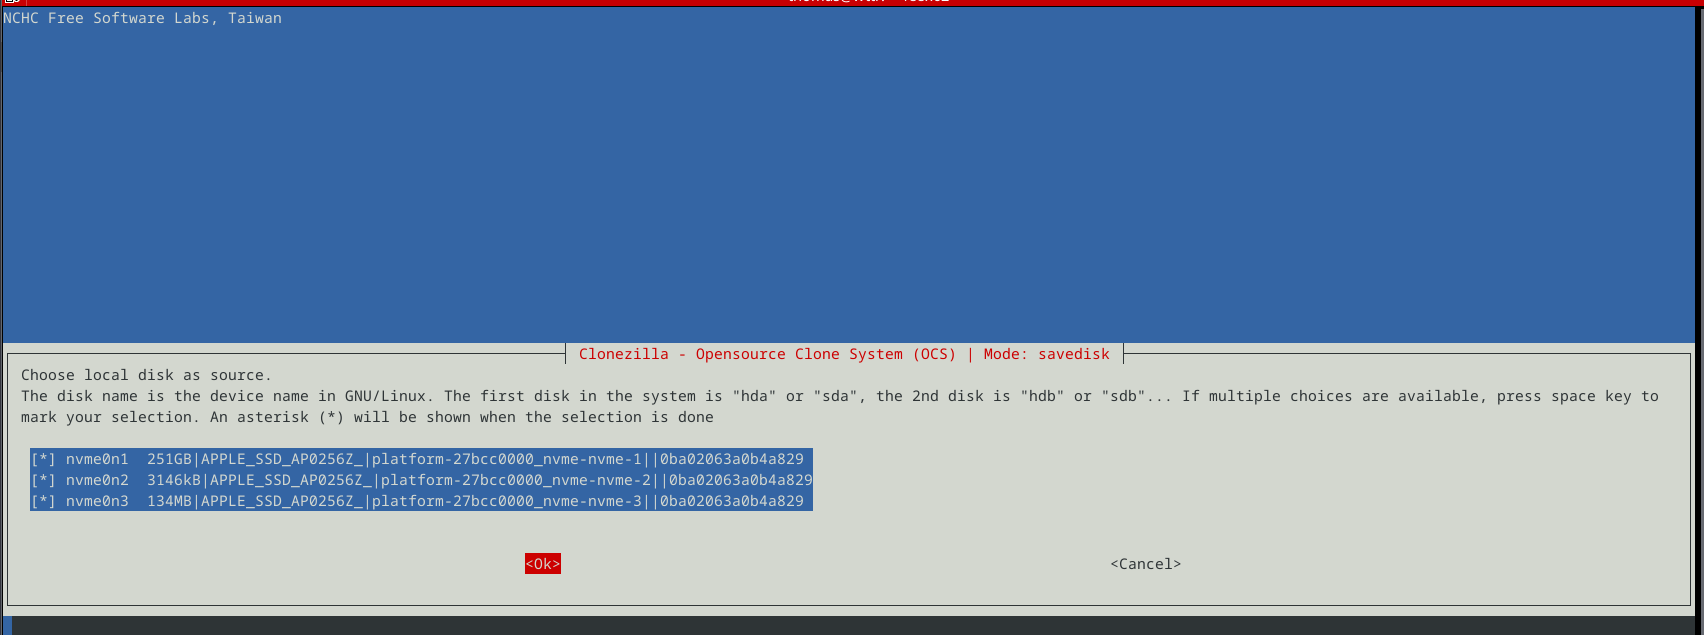 NCHC Free Software Labs, Taiwan
Clonezilla - Opensource Clone System (OCS) | Mode: savedisk
Choose local disk as source.
The disk name is the device name in GNU/Linux. The first disk in the system is "hda" or "sda", the 2nd disk is "hdb" or "sdb"... If multiple choices are available, press space key to
mark your selection. An asterisk (*) will be shown when the selection is done
[*] nvme0n1  251GB|APPLE_SSD_AP0256Z_|platform-27bcc0000_nvme-nvme-1||0ba02063a0b4a829
[*] nvme0n2  3146kB|APPLE_SSD_AP0256Z_|platform-27bcc0000_nvme-nvme-2||0ba02063a0b4a829
[*] nvme0n3  134MB|APPLE_SSD_AP0256Z_|platform-27bcc0000_nvme-nvme-3||0ba02063a0b4a829
<Ok> <Cancel>